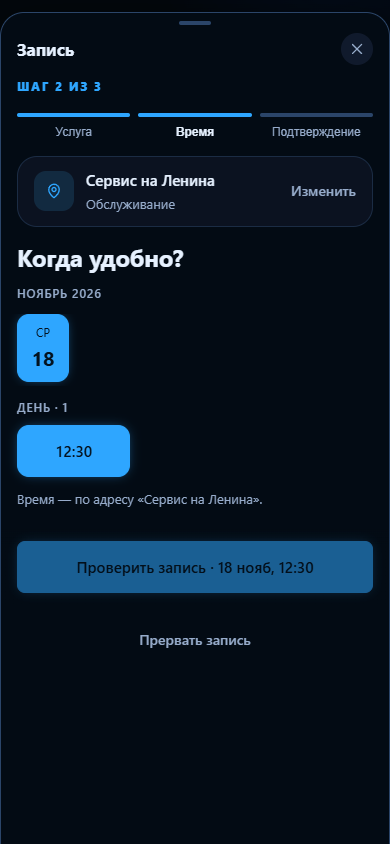 Запись
ШАГ 2 ИЗ 3
Услуга
Время
Подтверждение
Сервис на Ленина
Обслуживание
Изменить
Когда удобно?
НОЯБРЬ 2026
СР
18
ДЕНЬ · 1
12:30
Время — по адресу «Сервис на Ленина».
Проверить запись · 18 нояб, 12:30
Прервать запись